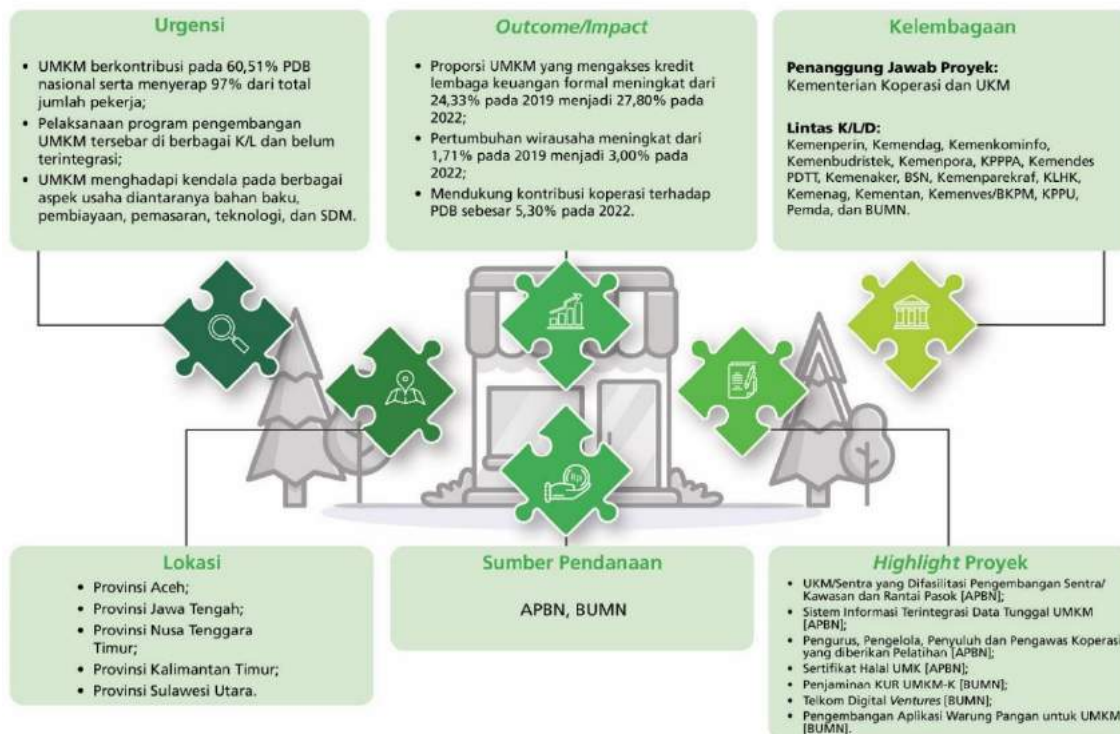 Urgensi
• UMKM berkontribusi pada 60,51% PDB
nasional serta menyerap 97% dari total
jumlah pekerja;
• Pelaksanaan program pengembangan
UMKM tersebar di berbagai K/L dan belum
terintegrasi;
• UMKM menghadapi kendala pada berbagai
aspek usaha diantaranya bahan baku,
pembiayaan, pemasaran, teknologi, dan SDM.
Outcome/Impact
• Proporsi UMKM yang mengakses kredit
lembaga keuangan formal meningkat dari
24,33% pada 2019 menjadi 27,80% pada
2022;
• Pertumbuhan wirausaha meningkat dari
1,71% pada 2019 menjadi 3,00% pada
2022;
• Mendukung kontribusi koperasi terhadap
PDB sebesar 5,30% pada 2022.
Kelembagaan
Penanggung Jawab Proyek:
Kementerian Koperasi dan UKM
Lintas K/L/D:
Kemenperin, Kemendag, Kemenkominfo,
Kemenbudristek, Kemenpora, KPPPA, Kemendes
PDTT, Kemenaker, BSN, Kemenparekraf, KLHK,
Kemenag, Kementan, Kemenves/BKPM, KPPU,
Pemda, dan BUMN.
Rp
Lokasi
• Provinsi Aceh;
• Provinsi Jawa Tengah;
• Provinsi Nusa Tenggara
Timur;
• Provinsi Kalimantan Timur;
• Provinsi Sulawesi Utara.
Sumber Pendanaan
APBN, BUMN
Highlight Proyek
• UKM/Sentra yang Difasilitasi Pengembangan Sentra/
Kawasan dan Rantai Pasok [APBN];
• Sistem Informasi Terintegrasi Data Tunggal UMKM
[APBN];
• Pengurus, Pengelola, Penyuluh dan Pengawas Koperasi
yang diberikan Pelatihan [APBN];
• Sertifikat Halal UMK [APBN];
• Penjaminan KUR UMKM-K [BUMN];
• Telkom Digital Ventures [BUMN];
• Pengembangan Aplikasi Warung Pangan untuk UMKM
[BUMN].